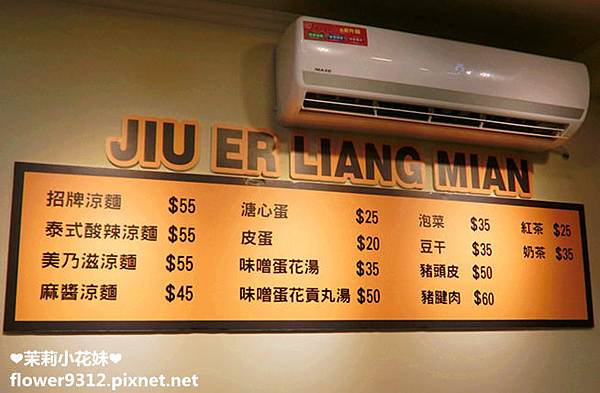 MAXE
JIU ER LIANG MIAN
招牌涼麵 $55
泰式酸辣涼麵 $55
美乃滋涼麵 $55
麻醬涼麵 $45
溏心蛋 $25
皮蛋 $20
味噌蛋花湯 $35
味噌蛋花貢丸湯 $50
泡菜 $35
豆干 $35
豬頭皮 $50
豬腱肉 $60
紅茶 $25
奶茶 $35
❤茉莉小花妹❤
flower9312.pixnet.net